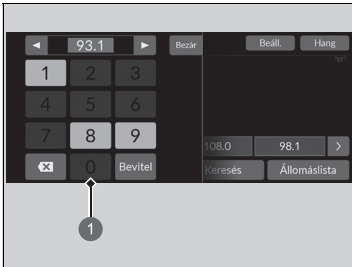 93.1 Bezár Beáll. Hang
"ST"
1 2 3
4 5 6
7 8 9
108.0 98.1
0 Bevitel Keresés Állomáslista
1